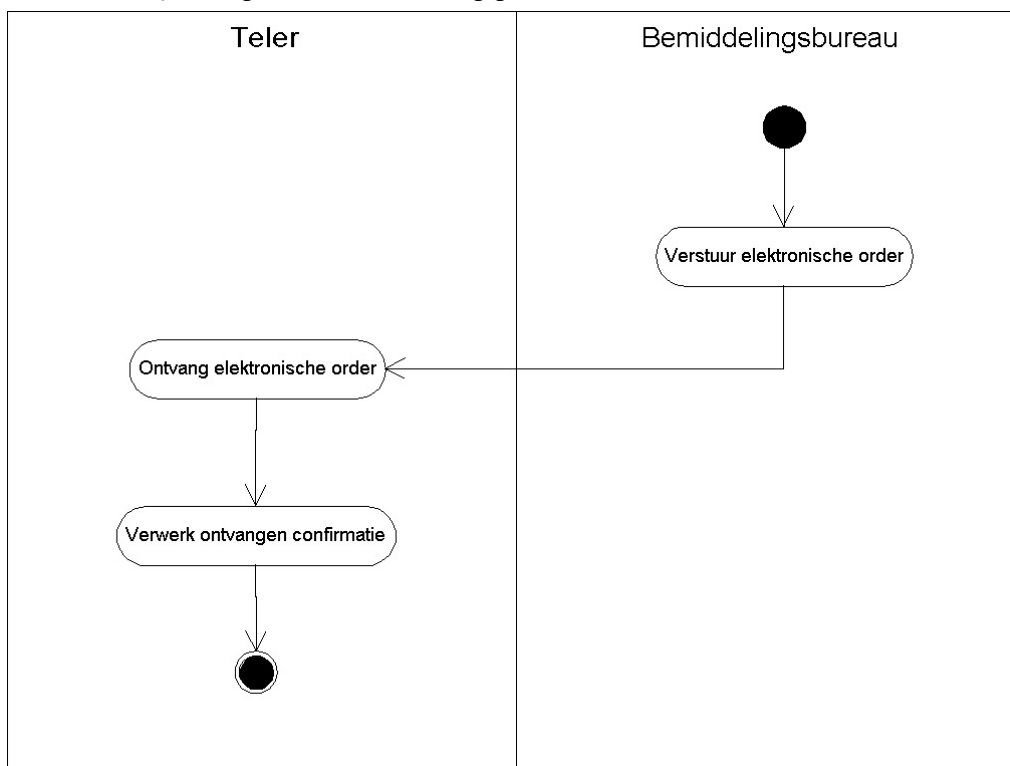 Teler
Bemiddelingsbureau
Verstuur elektronische order
Ontvang elektronische order
Verwerk ontvangen confirmatie